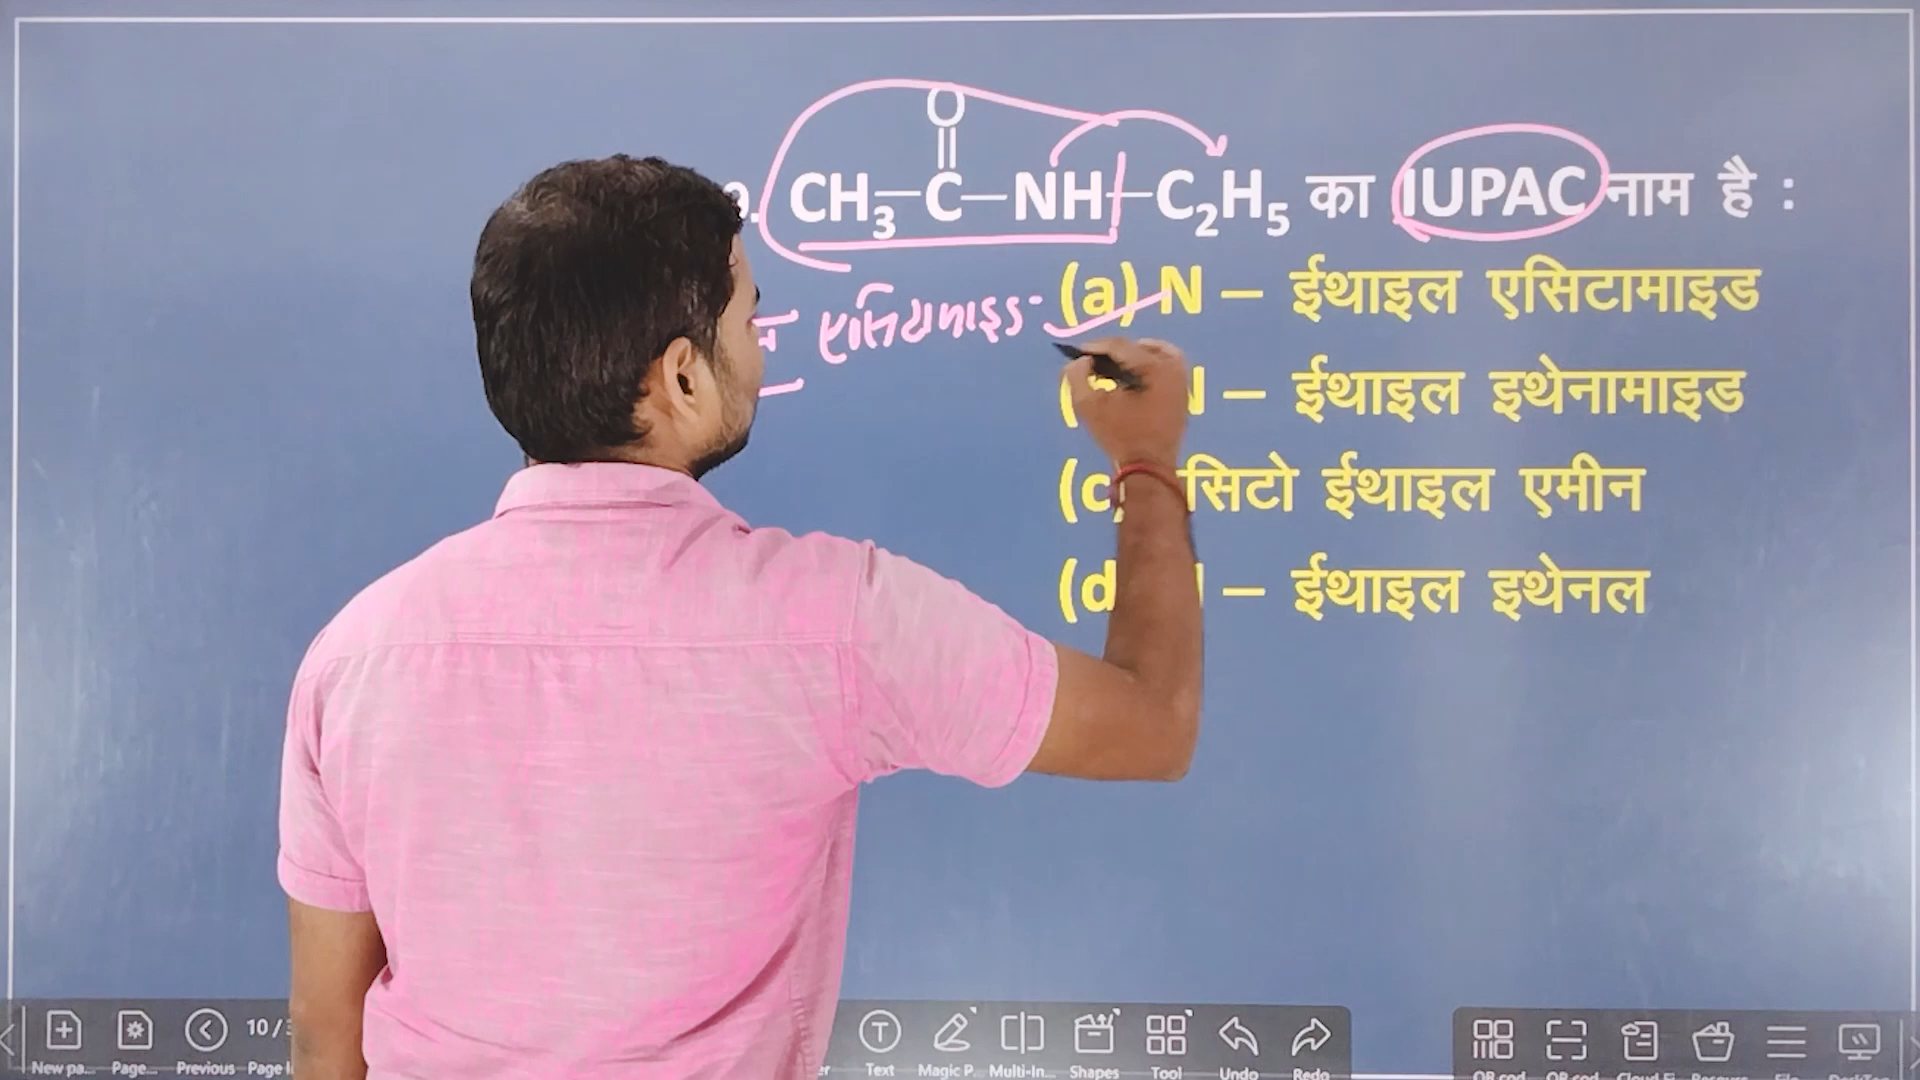 O
CH₃–C–NH–C₂H₅ का IUPAC नाम है :
(a) N – ईथाइल एसिटामाइड
एसिटामाइड
N – ईथाइल इथेनामाइड
(c) सिटो ईथाइल एमीन
(d – ईथाइल इथेनल
10 /
New pa... Page... Previous Text Magic P... Multi-In... Shapes Tool Undo Redo